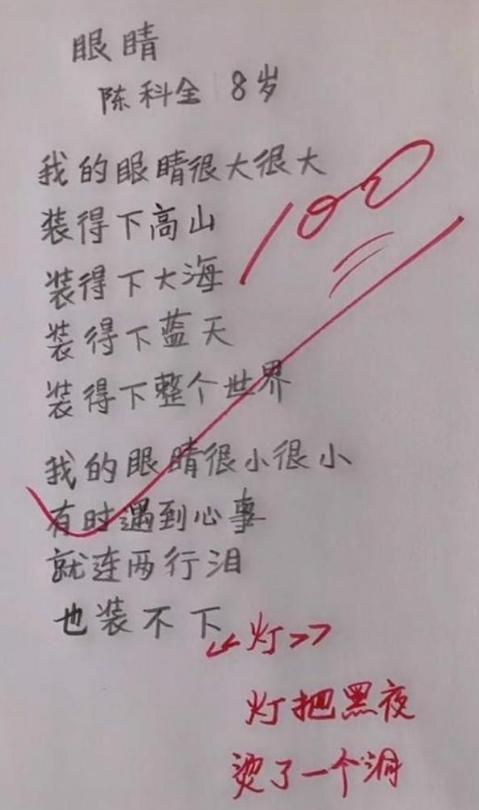 眼睛
陈科全 8岁
我的眼睛很大很大
装得下高山
装得下大海
装得下蓝天
装得下整个世界
我的眼睛很小很小
有时遇到心事
就连两行泪
也装不下
100
《灯》
灯把黑夜
烫了一个洞